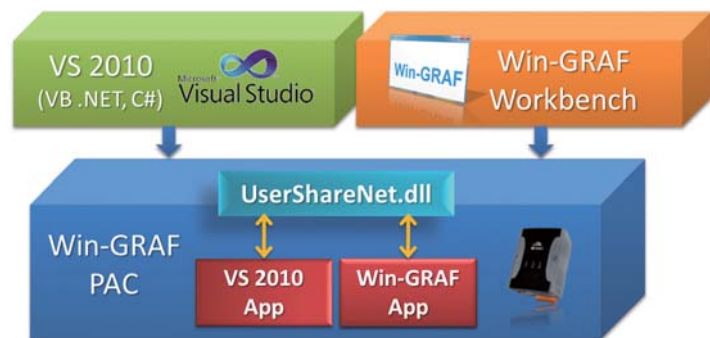 VS 2010
(VB .NET, C#)
Microsoft
Visual Studio
Win-GRAF
Win-GRAF
Workbench
UserShareNet.dll
Win-GRAF
PAC
VS 2010
App
Win-GRAF
App